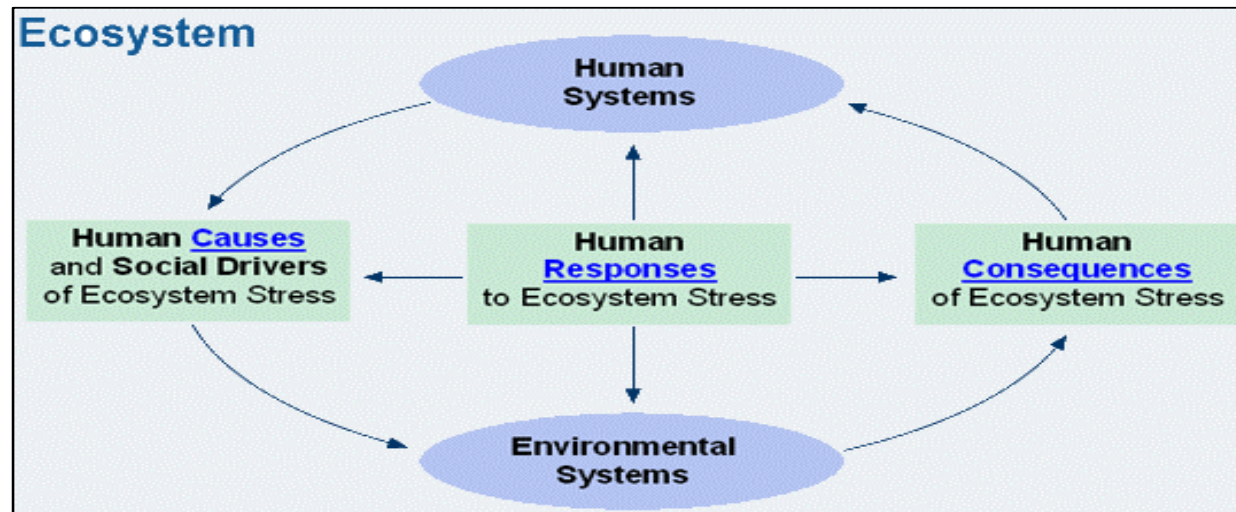 Ecosystem
Human
Systems
Human Causes
and Social Drivers
of Ecosystem Stress
Human
Responses
to Ecosystem Stress
Human
Consequences
of Ecosystem Stress
Environmental
Systems